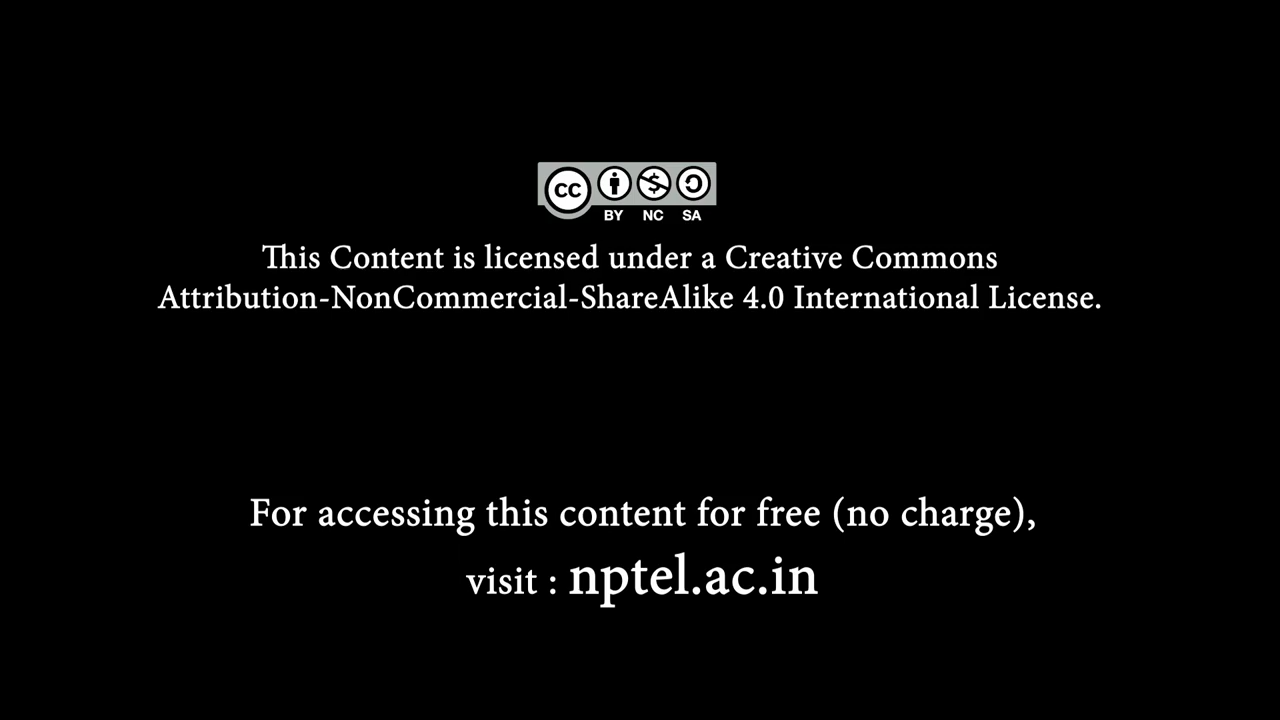 cc
BY NC SA
This Content is licensed under a Creative Commons
Attribution-NonCommercial-ShareAlike 4.0 International License.
For accessing this content for free (no charge),
visit : nptel.ac.in